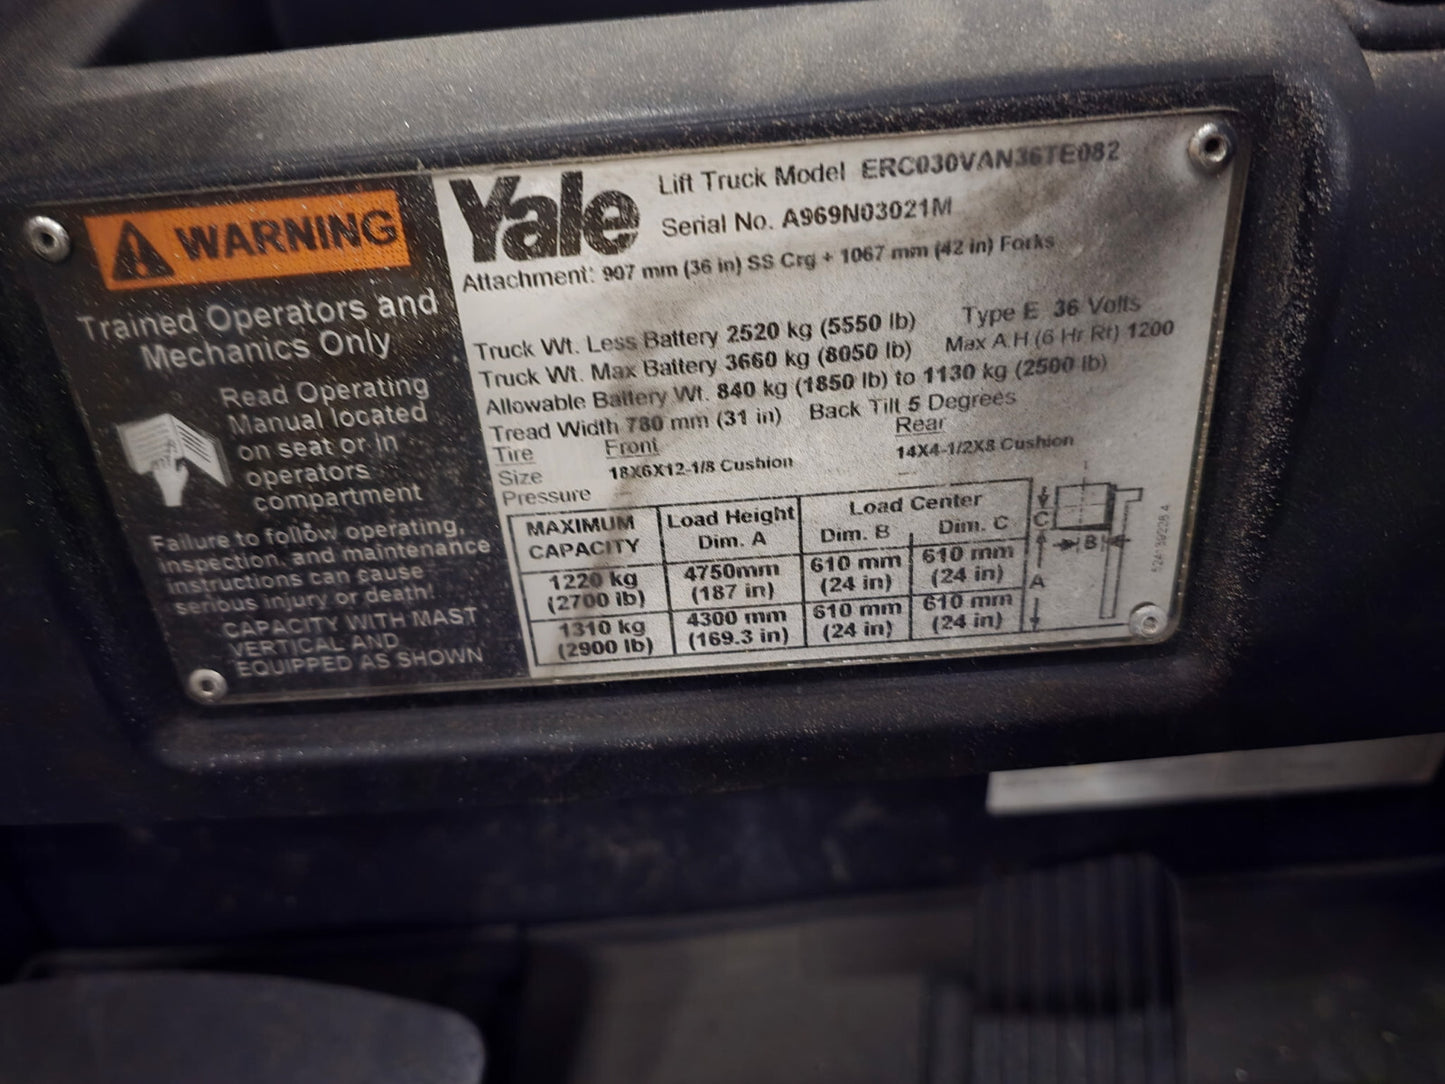 WARNING
Trained Operators and
Mechanics Only
Read Operating
Manual located
on seat or in
operators
compartment
Failure to follow operating,
inspection, and maintenance
instructions can cause
serious injury or death!
CAPACITY WITH MAST
VERTICAL AND
EQUIPPED AS SHOWN
Yale
Lift Truck Model ERC030VAN36TE082
Serial No. A969N03021M
Attachment: 907 mm (36 in) SS Crg + 1067 mm (42 in) Forks
Truck Wt. Less Battery 2520 kg (5550 lb) Type E 36 Volts
Truck Wt. Max Battery 3660 kg (8050 lb) Max A.H (6 Hr Rt) 1200
Allowable Battery Wt. 840 kg (1850 lb) to 1130 kg (2500 lb)
Tread Width 780 mm (31 in) Back Tilt 5 Degrees
Tire Front Rear
Size 18X6X12-1/8 Cushion 14X4-1/2X8 Cushion
Pressure
MAXIMUM CAPACITY Load Height Dim. A Load Center Dim. B Dim. C
1220 kg (2700 lb) 4750mm (187 in) 610 mm (24 in) 610 mm (24 in)
1310 kg (2900 lb) 4300 mm (169.3 in) 610 mm (24 in) 610 mm (24 in)
C
B
A